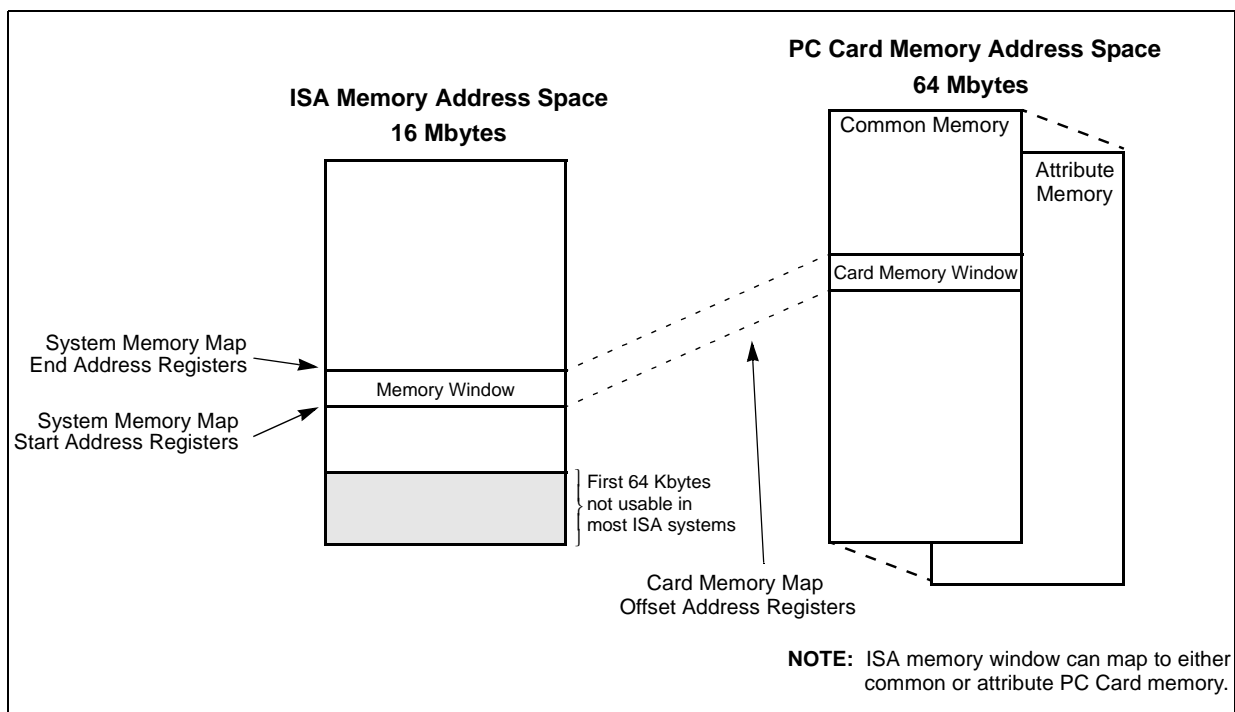 PC Card Memory Address Space
64 Mbytes
ISA Memory Address Space
16 Mbytes
Common Memory
Attribute
Memory
Card Memory Window
System Memory Map
End Address Registers
Memory Window
System Memory Map
Start Address Registers
First 64 Kbytes
not usable in
most ISA systems
Card Memory Map
Offset Address Registers
NOTE: ISA memory window can map to either
common or attribute PC Card memory.